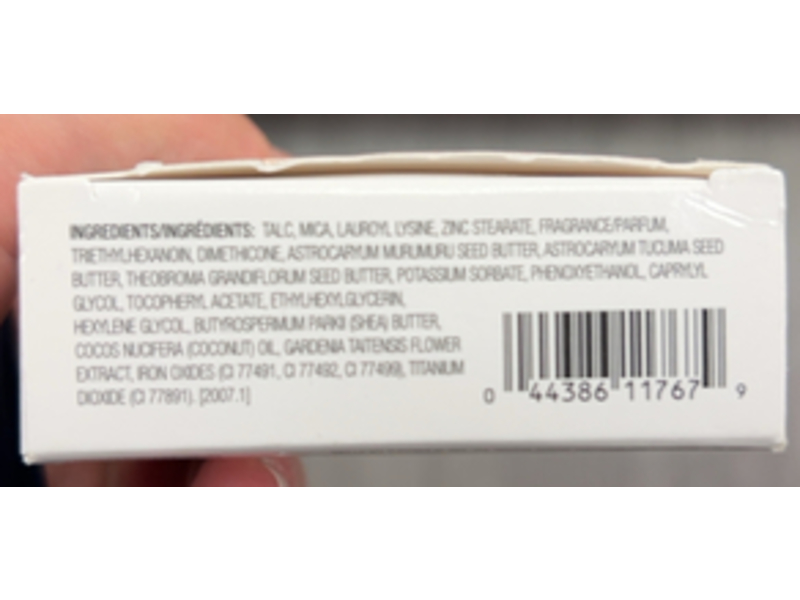 INGREDIENTS/INGRÉDIENTS: TALC, MICA, LAUROYL LYSINE, ZINC STEARATE, FRAGRANCE/PARFUM,
TRIETHYLHEXANOIN, DIMETHICONE, ASTROCARYUM MURUMURU SEED BUTTER, ASTROCARYUM TUCUMA SEED
BUTTER, THEOBROMA GRANDIFLORUM SEED BUTTER, POTASSIUM SORBATE, PHENOXYETHANOL, CAPRYLYL
GLYCOL, TOCOPHERYL ACETATE, ETHYLHEXYLGLYCERIN,
HEXYLENE GLYCOL, BUTYROSPERMUM PARKII (SHEA) BUTTER,
COCOS NUCIFERA (COCONUT) OIL, GARDENIA TAITENSIS FLOWER
EXTRACT, IRON OXIDES (CI 77491, CI 77492, CI 77499), TITANIUM
DIOXIDE (CI 77891). [2007.1]
0 44386 11767 9